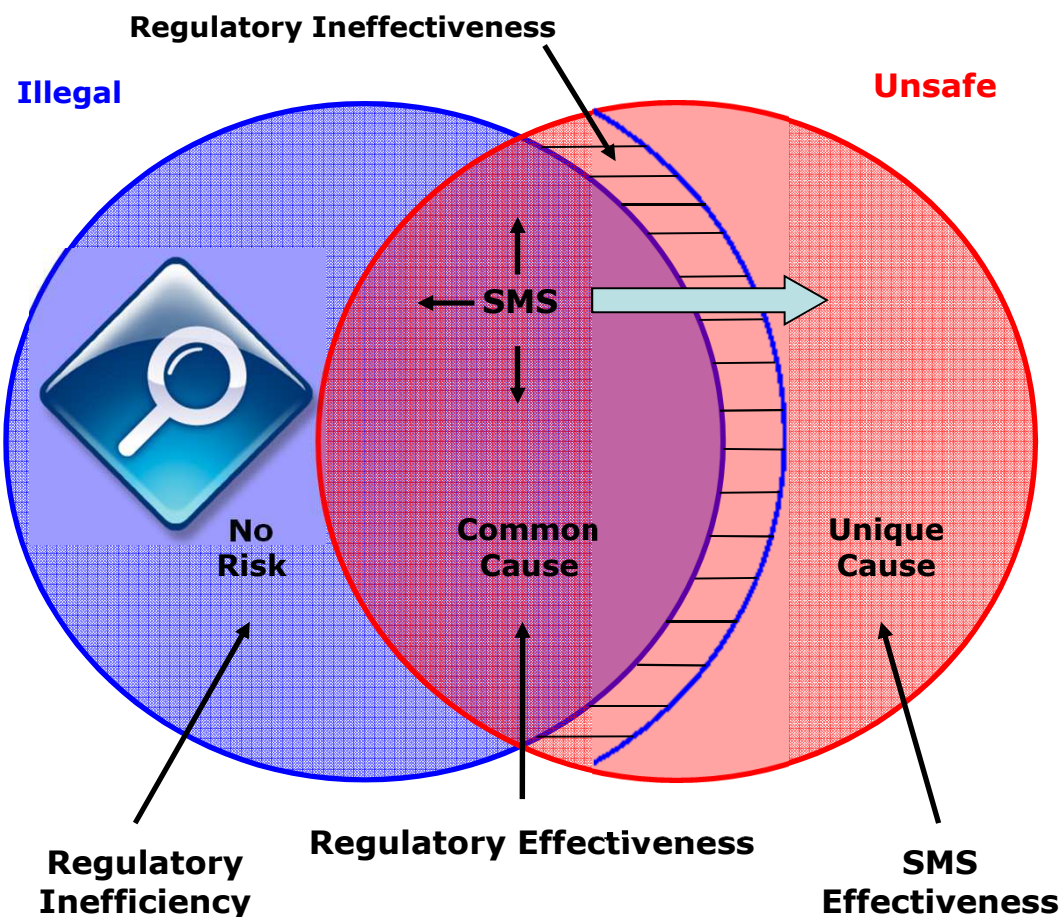 Regulatory Ineffectiveness
Illegal
Unsafe
SMS
No
Risk
Common
Cause
Unique
Cause
Regulatory Effectiveness
Regulatory
Inefficiency
SMS
Effectiveness